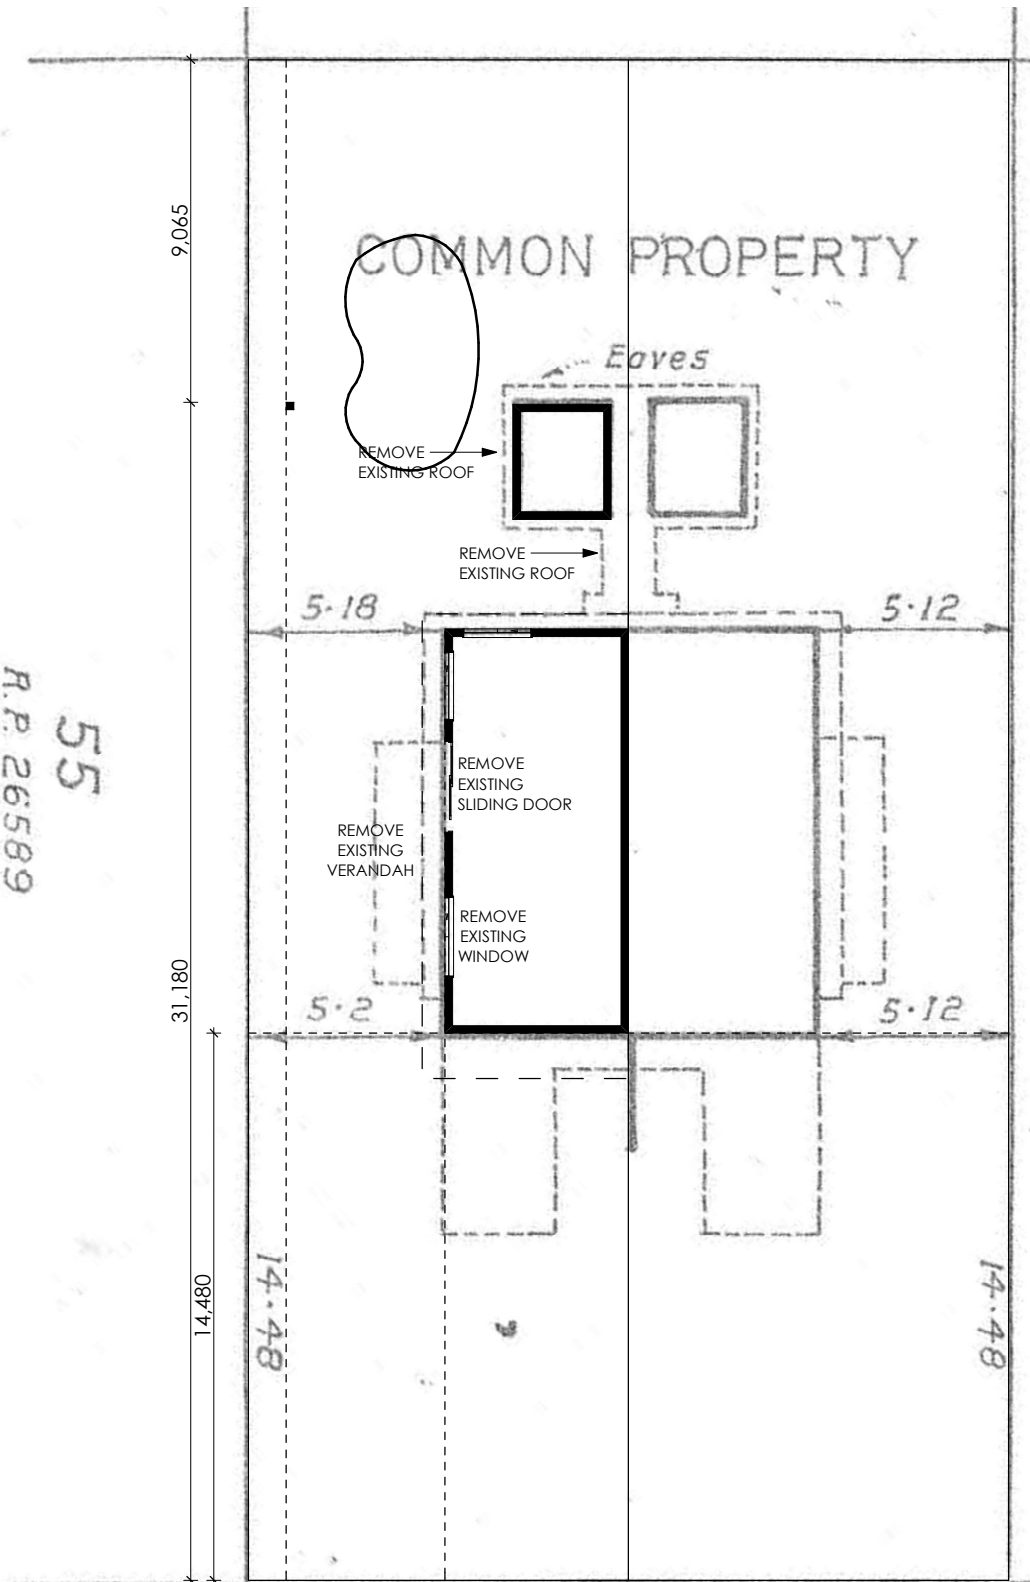 COMMON PROPERTY
9,065
Eaves
REMOVE
EXISTING ROOF
REMOVE
EXISTING ROOF
5·18
5·12
55
R.P. 26589
REMOVE
EXISTING
SLIDING DOOR
REMOVE
EXISTING
VERANDAH
REMOVE
EXISTING
WINDOW
31,180
5·2
5·12
14,480
14·48
14·48